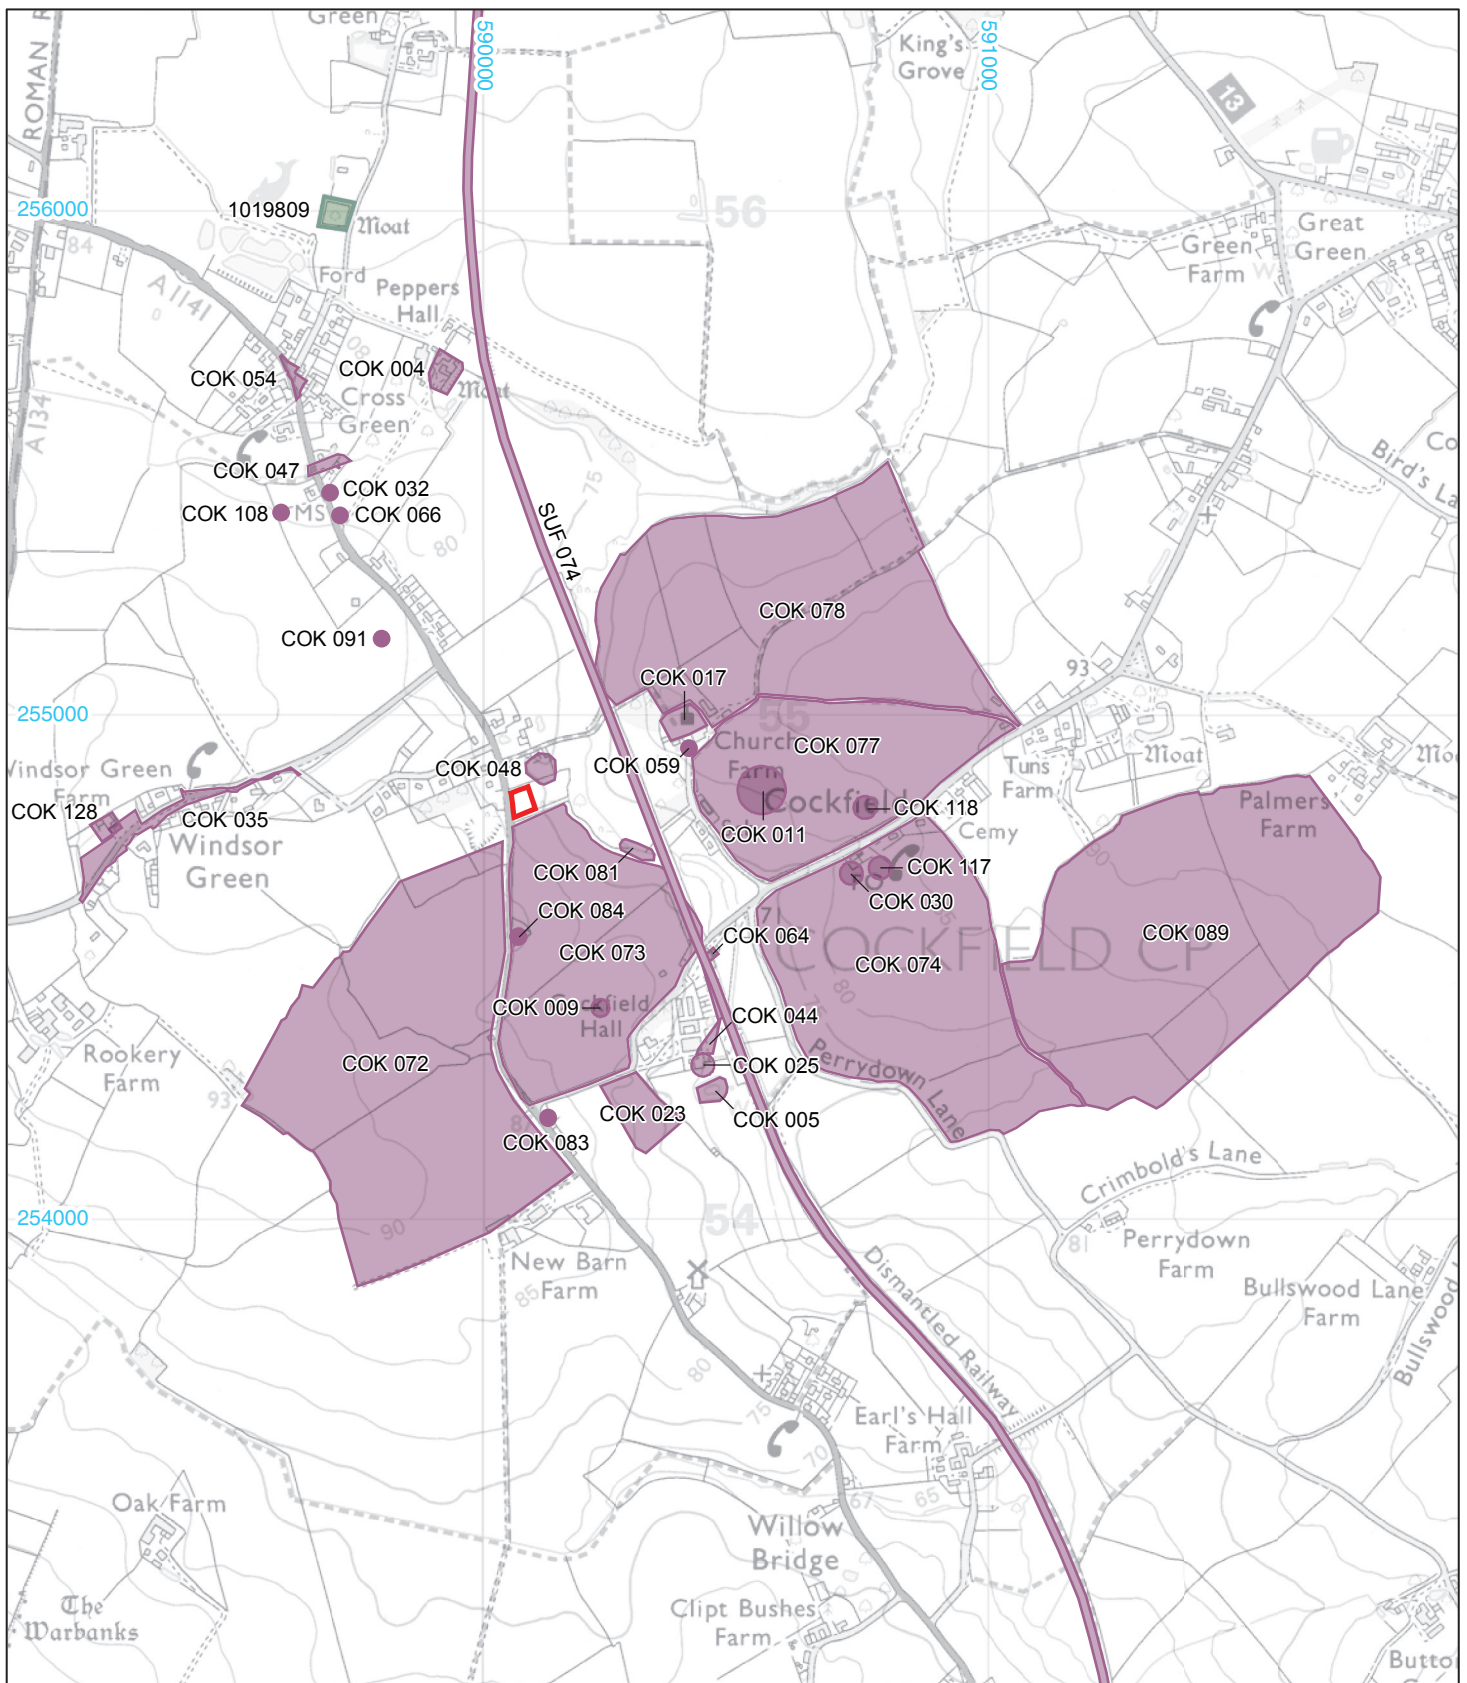 Green
590000
591000
King's
Grove
13
ROMAN R
256000
1019809
Moat
56
84
Great
Green
Green
Farm
W
A1141
Ford
Peppers
Hall
80
COK 054
COK 004
Moat
Cross
Green
A134
COK 047
COK 032
COK 108
MS
COK 066
80
75
SUF 074
Co
Bird's La
COK 091
COK 078
COK 017
93
255000
55
COK 077
Church
Farm
Moat
Mo
Tuns
Farm
Windsor Green
Farm
COK 048
COK 059
COK 128
COK 035
Cockfield
COK 118
COK 011
Cemy
Palmers
Farm
Windsor
Green
COK 081
90
COK 117
PO
COK 030
COK 084
71
COK 073
COK 064
COCKFIELD CP
COK 074
COK 089
80
COK 009
Cockfield
Hall
COK 044
Rookery
Farm
COK 072
COK 025
Perrydown Lane
93
COK 023
COK 005
87
COK 083
Crimbold's Lane
254000
90
54
81
Perrydown
Farm
New Barn
Farm
85
Dismantled Railway
Bullswood Lane
Farm
Bullswood L
80
75
Earl's Hall
Farm
70
67
65
Oak Farm
Willow
Bridge
The
Warbanks
Clipt Bushes
Farm
Butto